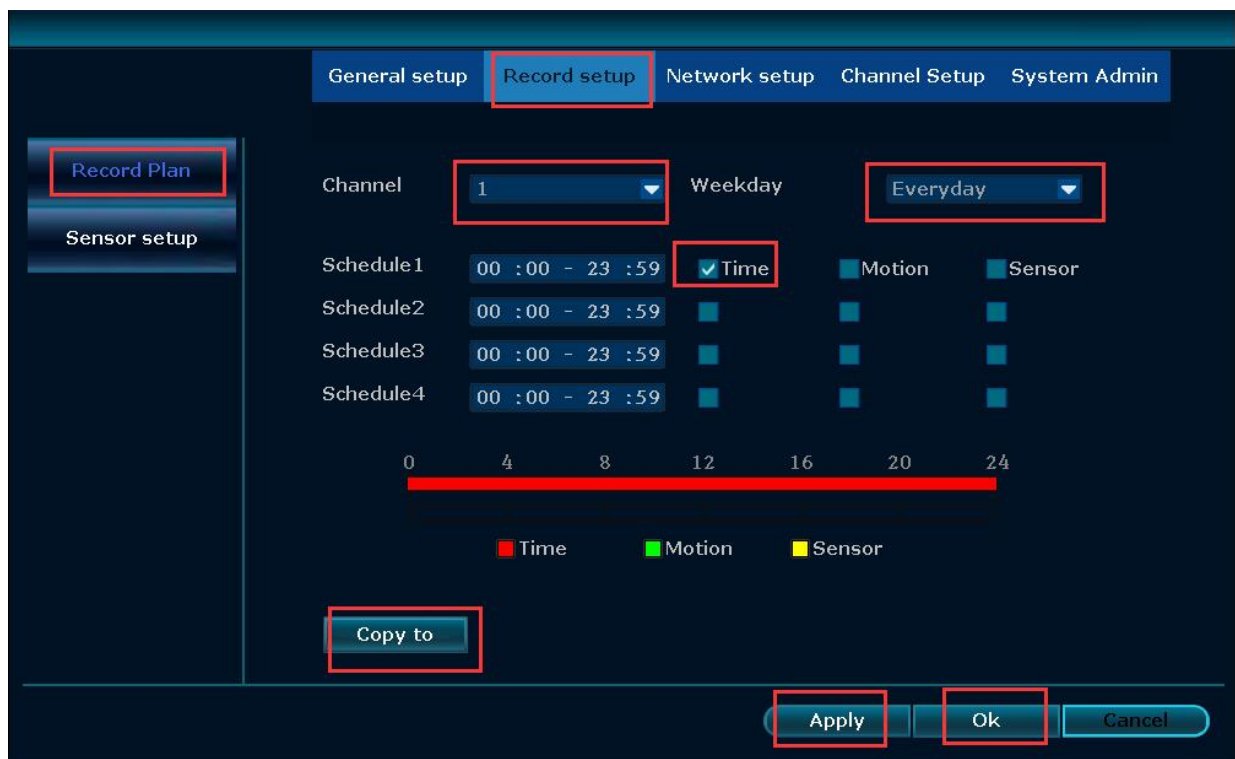 General setup Record setup Network setup Channel Setup System Admin
Record Plan
Sensor setup
Channel 1 Weekday Everyday
Schedule1 00 :00 - 23 :59 Time Motion Sensor
Schedule2 00 :00 - 23 :59
Schedule3 00 :00 - 23 :59
Schedule4 00 :00 - 23 :59
0 4 8 12 16 20 24
Time Motion Sensor
Copy to
Apply Ok Cancel